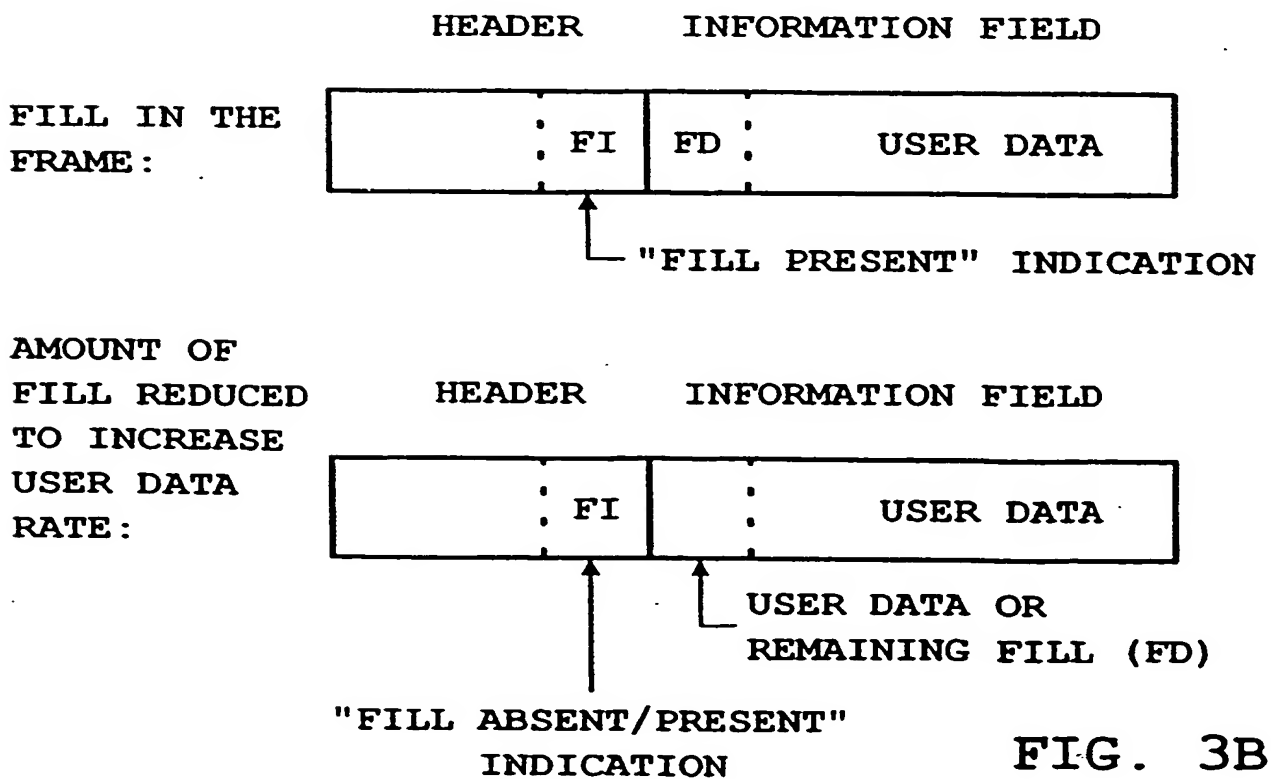 HEADER INFORMATION FIELD
FILL IN THE
FRAME:
FI FD USER DATA
"FILL PRESENT" INDICATION
AMOUNT OF
FILL REDUCED
TO INCREASE
USER DATA
RATE:
HEADER INFORMATION FIELD
FI USER DATA
USER DATA OR
REMAINING FILL (FD)
"FILL ABSENT/PRESENT"
INDICATION
FIG. 3B